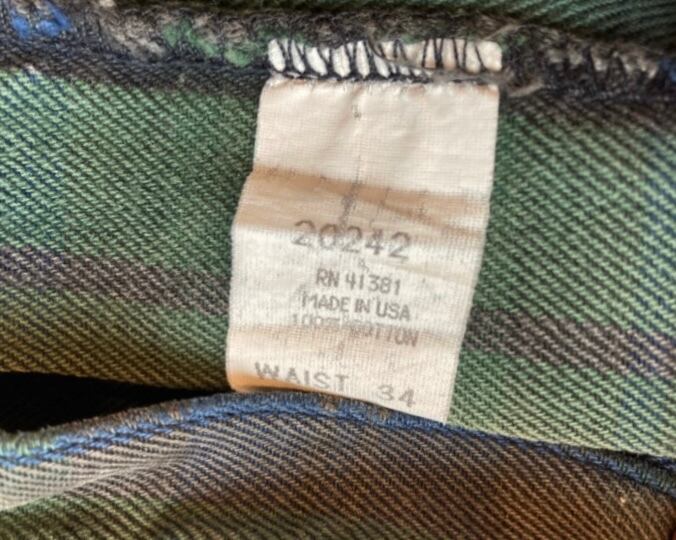 20242
RN 41381
MADE IN USA
100% COTTON
WAIST 34